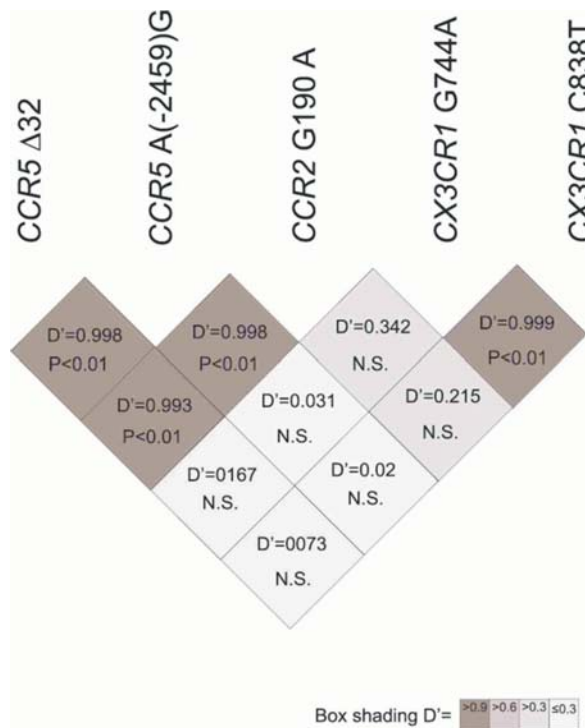 CCR5 Δ32
CCR5 A(-2459)G
CCR2 G190 A
CX3CR1 G744A
CX3CR1 C838T
D'=0.998
P<0.01
D'=0.998
P<0.01
D'=0.342
N.S.
D'=0.999
P<0.01
D'=0.993
P<0.01
D'=0.031
N.S.
D'=0.215
N.S.
D'=0167
N.S.
D'=0.02
N.S.
D'=0073
N.S.
Box shading D'= >0.9 >0.6 >0.3 ≤0.3